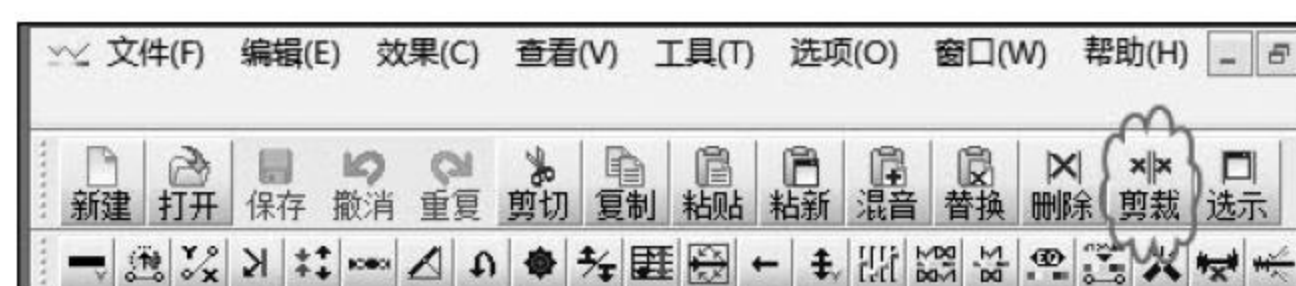 文件(F) 编辑(E) 效果(C) 查看(V) 工具(T) 选项(O) 窗口(W) 帮助(H)
新建 打开 保存 撤消 重复 剪切 复制 粘贴 粘新 混音 替换 删除 剪裁 选示